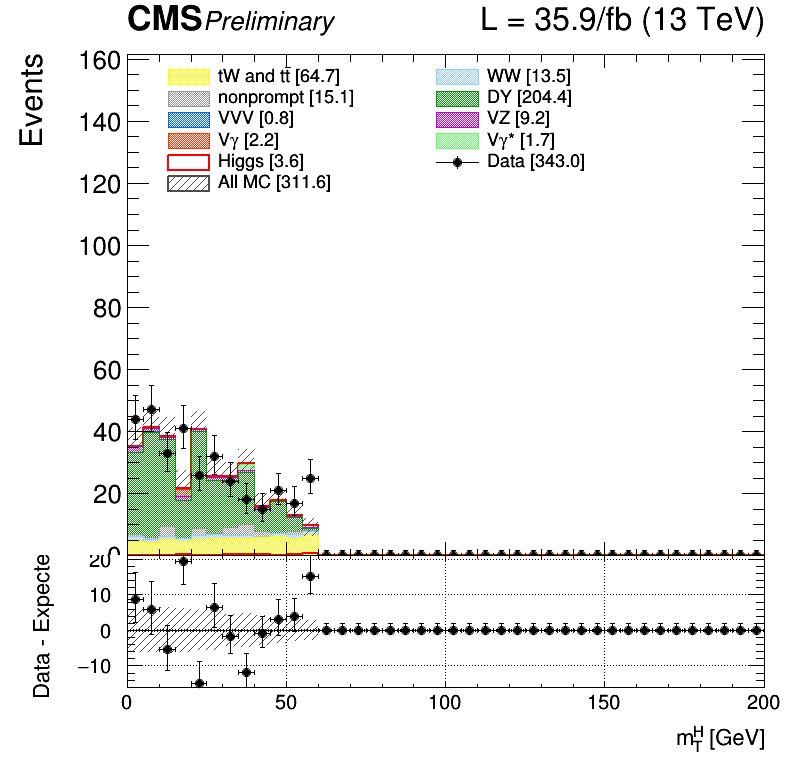 CMS Preliminary L = 35.9/fb (13 TeV)
Events
160
140
120
100
80
60
40
20
0
tW and tt̄ [64.7]
nonprompt [15.1]
VVV [0.8]
Vγ [2.2]
Higgs [3.6]
All MC [311.6]
WW [13.5]
DY [204.4]
VZ [9.2]
Vγ* [1.7]
Data [343.0]
Data - Expecte
20
10
0
−10
0 50 100 150 200
m_T^H [GeV]